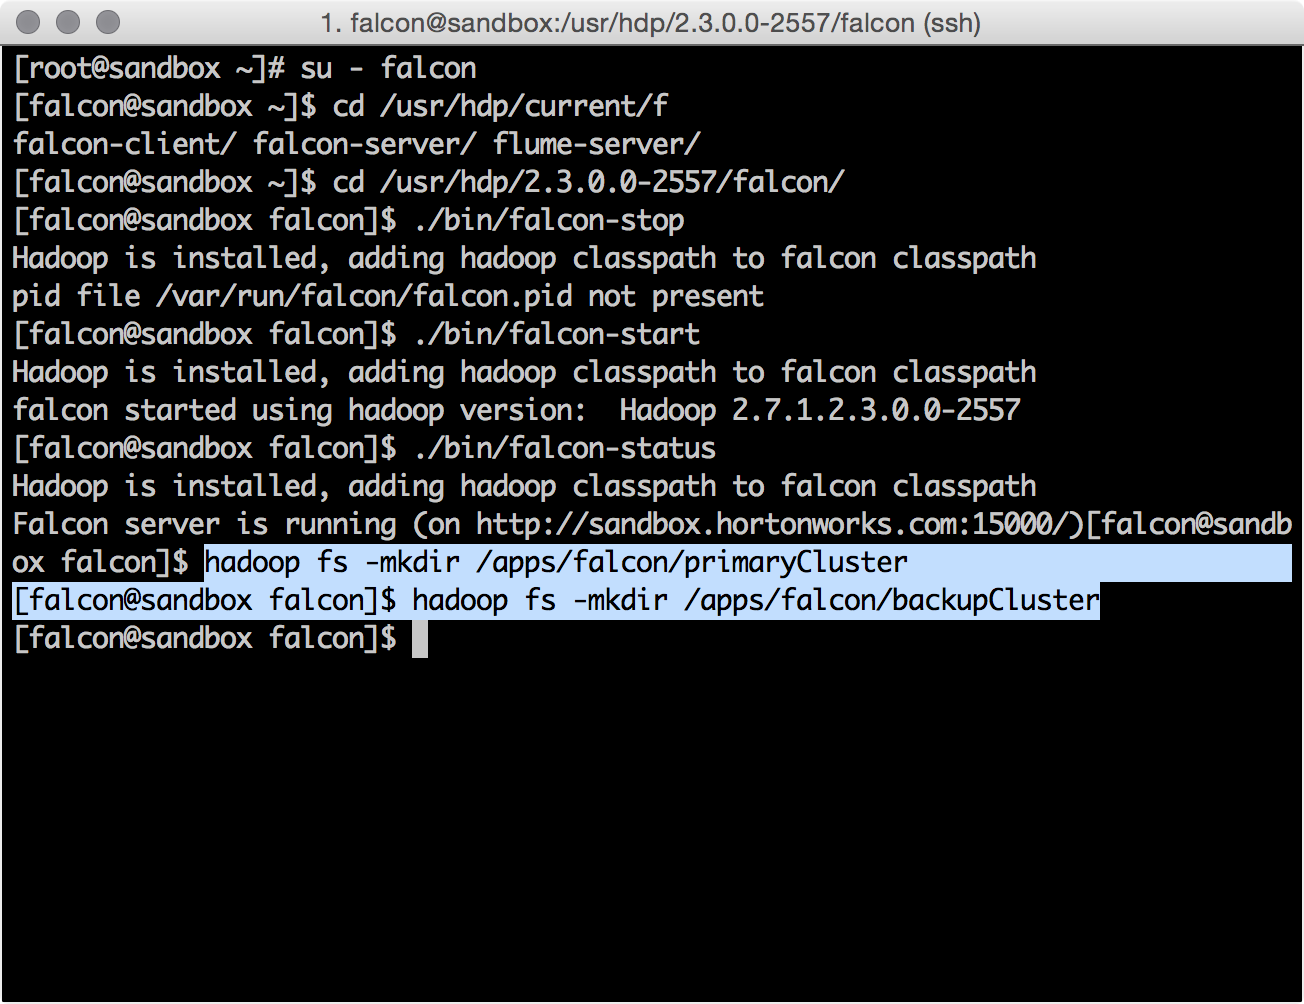 1. falcon@sandbox:/usr/hdp/2.3.0.0-2557/falcon (ssh)
[root@sandbox ~]# su - falcon
[falcon@sandbox ~]$ cd /usr/hdp/current/f
falcon-client/ falcon-server/ flume-server/
[falcon@sandbox ~]$ cd /usr/hdp/2.3.0.0-2557/falcon/
[falcon@sandbox falcon]$ ./bin/falcon-stop
Hadoop is installed, adding hadoop classpath to falcon classpath
pid file /var/run/falcon/falcon.pid not present
[falcon@sandbox falcon]$ ./bin/falcon-start
Hadoop is installed, adding hadoop classpath to falcon classpath
falcon started using hadoop version:  Hadoop 2.7.1.2.3.0.0-2557
[falcon@sandbox falcon]$ ./bin/falcon-status
Hadoop is installed, adding hadoop classpath to falcon classpath
Falcon server is running (on http://sandbox.hortonworks.com:15000/)[falcon@sandb
ox falcon]$ hadoop fs -mkdir /apps/falcon/primaryCluster
[falcon@sandbox falcon]$ hadoop fs -mkdir /apps/falcon/backupCluster
[falcon@sandbox falcon]$